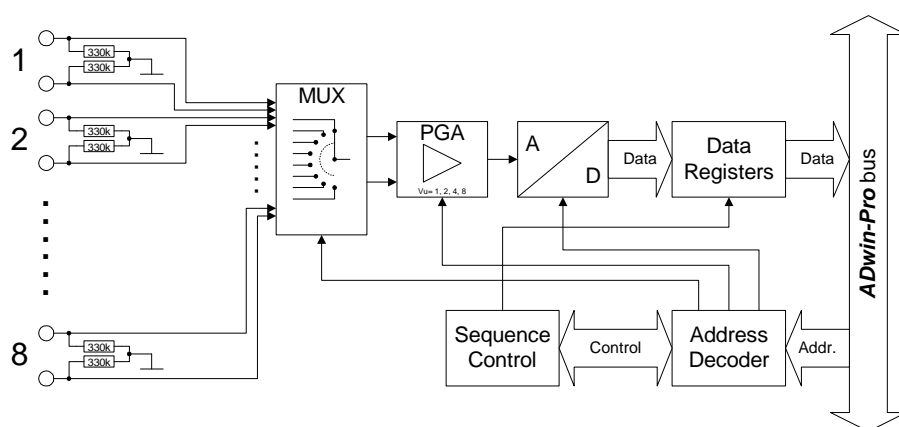 1
330k
330k
2
330k
330k
8
330k
330k
MUX
PGA
Vu= 1, 2, 4, 8
A
D
Data
Data
Registers
Data
Sequence
Control
Control
Address
Decoder
Addr.
ADwin-Pro bus